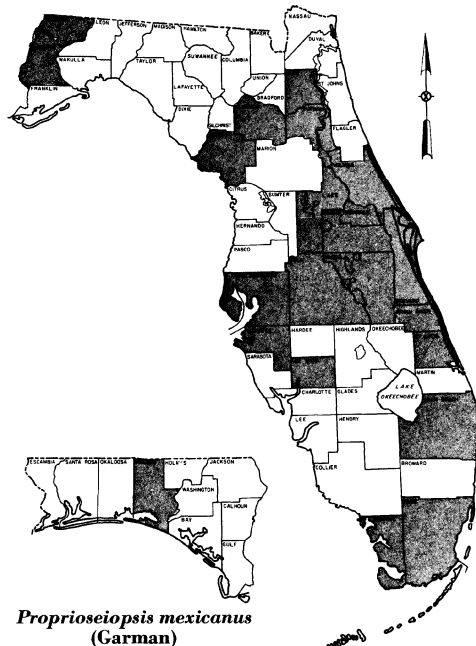 NASSAU
LEON
JEFFERSON
MADISON
HAMILTON
BAKER
DUVAL
WAKULLA
TAYLOR
SUWANNEE
COLUMBIA
UNION
ST JOHNS
FRANKLIN
LAFAYETTE
BRADFORD
DIXIE
GILCHRIST
FLAGLER
MARION
CITRUS
SUMTER
LAKE
HERNANDO
PASCO
HARDEE
HIGHLANDS
OKEECHOBEE
SARASOTA
MARTIN
CHARLOTTE
GLADES
LAKE
OKEECHOBEE
LEE
HENDRY
COLLIER
BROWARD
ESCAMBIA
SANTA ROSA
OKALOOSA
HOLMES
JACKSON
WASHINGTON
BAY
CALHOUN
GULF
Proprioseiopsis mexicanus
(Garman)